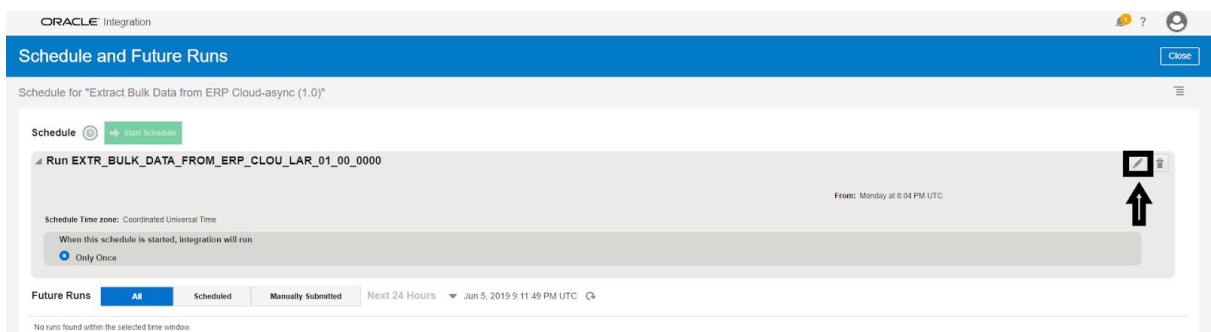 ORACLE® Integration
1
?
Schedule and Future Runs
Close
Schedule for "Extract Bulk Data from ERP Cloud-async (1.0)"
Schedule Start Schedule
Run EXTR_BULK_DATA_FROM_ERP_CLOU_LAR_01_00_0000
From: Monday at 8:04 PM UTC
Schedule Time zone: Coordinated Universal Time
When this schedule is started, integration will run
Only Once
Future Runs All Scheduled Manually Submitted Next 24 Hours Jun 5, 2019 9:11:49 PM UTC
No runs found within the selected time window.